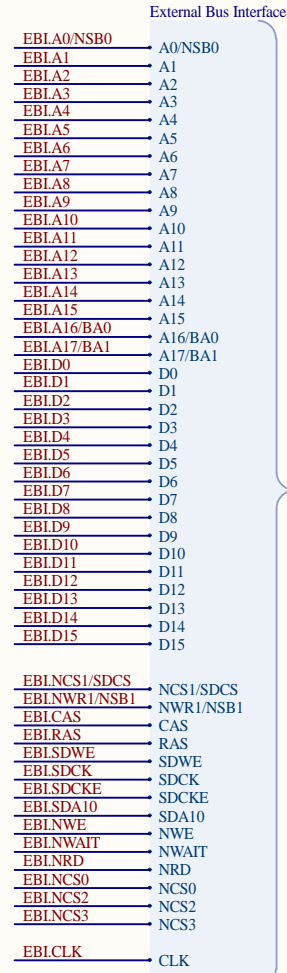 External Bus Interface
EBI.A0/NSB0 A0/NSB0
EBI.A1 A1
EBI.A2 A2
EBI.A3 A3
EBI.A4 A4
EBI.A5 A5
EBI.A6 A6
EBI.A7 A7
EBI.A8 A8
EBI.A9 A9
EBI.A10 A10
EBI.A11 A11
EBI.A12 A12
EBI.A13 A13
EBI.A14 A14
EBI.A15 A15
EBI.A16/BA0 A16/BA0
EBI.A17/BA1 A17/BA1
EBI.D0 D0
EBI.D1 D1
EBI.D2 D2
EBI.D3 D3
EBI.D4 D4
EBI.D5 D5
EBI.D6 D6
EBI.D7 D7
EBI.D8 D8
EBI.D9 D9
EBI.D10 D10
EBI.D11 D11
EBI.D12 D12
EBI.D13 D13
EBI.D14 D14
EBI.D15 D15
EBI.NCS1/SDCS NCS1/SDCS
EBI.NWR1/NSB1 NWR1/NSB1
EBI.CAS CAS
EBI.RAS RAS
EBI.SDWE SDWE
EBI.SDCK SDCK
EBI.SDCKE SDCKE
EBI.SDA10 SDA10
EBI.NWE NWE
EBI.NWAIT NWAIT
EBI.NRD NRD
EBI.NCS0 NCS0
EBI.NCS2 NCS2
EBI.NCS3 NCS3
EBI.CLK CLK